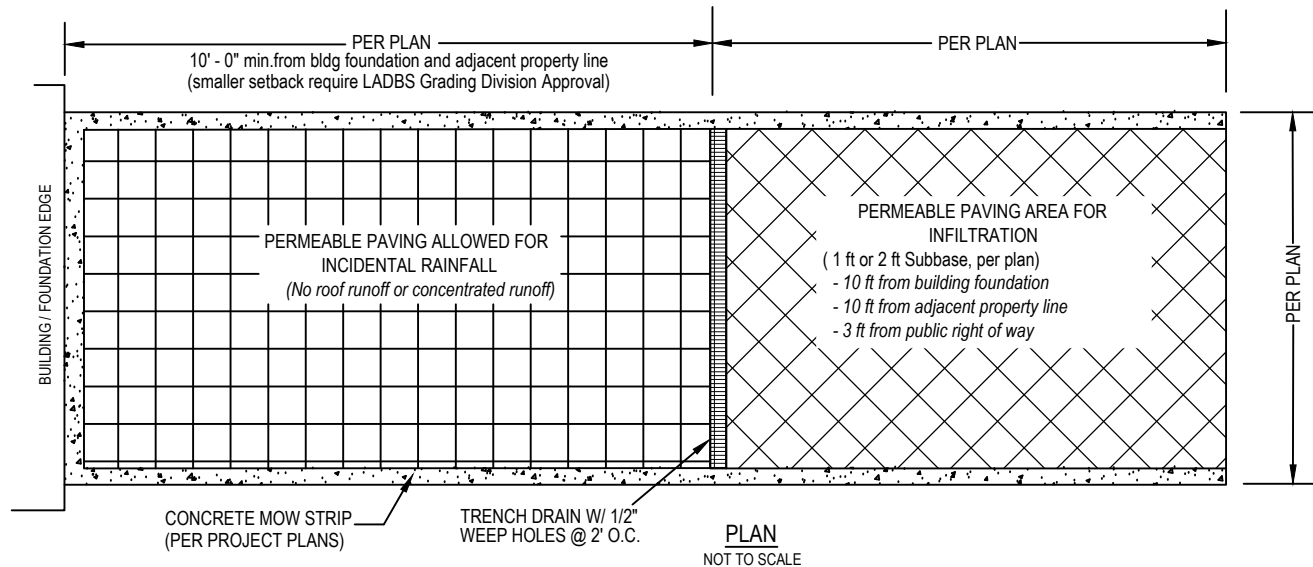 PER PLAN
10' - 0" min.from bldg foundation and adjacent property line
(smaller setback require LADBS Grading Division Approval)
PER PLAN
BUILDING/ FOUNDATION EDGE
PERMEABLE PAVING ALLOWED FOR
INCIDENTAL RAINFALL
(No roof runoff or concentrated runoff)
PERMEABLE PAVING AREA FOR
INFILTRATION
( 1 ft or 2 ft Subbase, per plan)
- 10 ft from building foundation
- 10 ft from adjacent property line
- 3 ft from public right of way
PER PLAN
CONCRETE MOW STRIP
(PER PROJECT PLANS)
TRENCH DRAIN W/ 1/2"
WEEP HOLES @ 2' O.C.
PLAN
NOT TO SCALE